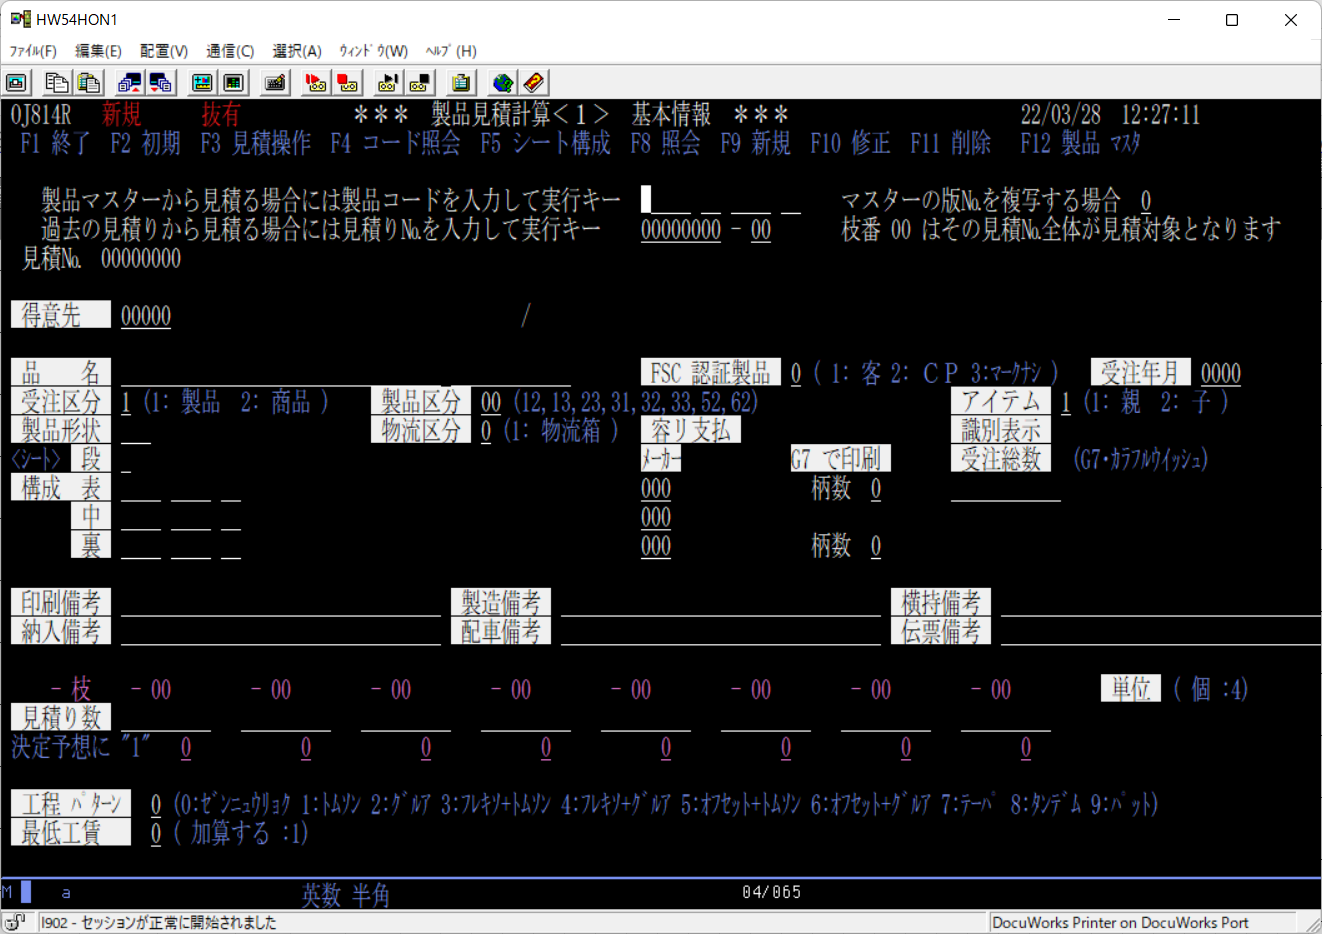 HW54HON1
ﾌｧｲﾙ(F) 編集(E) 配置(V) 通信(C) 選択(A) ｳｨﾝﾄﾞｳ(W) ﾍﾙﾌﾟ(H)
OJ814R 新規 抜有 ＊＊＊ 製品見積計算＜１＞ 基本情報 ＊＊＊ 22/03/28 12:27:11
F1 終了 F2 初期 F3 見積操作 F4 コード照会 F5 シート構成 F8 照会 F9 新規 F10 修正 F11 削除 F12 製品 ﾏｽﾀ
製品マスターから見積る場合には製品コードを入力して実行キー マスターの版№を複写する場合 0
過去の見積りから見積る場合には見積り№を入力して実行キー 00000000 - 00 枝番 00 はその見積№全体が見積対象となります
見積№ 00000000
得意先 00000 /
品 名 FSC 認証製品 0 ( 1: 客 2: ＣＰ 3:ﾏｰｸﾅｼ ) 受注年月 0000
受注区分 1 (1: 製品 2: 商品 ) 製品区分 00 (12,13,23,31,32,33,52,62) アイテム 1 (1: 親 2: 子 )
製品形状 物流区分 0 (1: 物流箱 ) 容リ支払 識別表示
<ｼｰﾄ> 段 ﾒｰｶｰ G7 で印刷 受注総数 (G7･ｶﾗﾌﾙｳｲｯｼｭ)
構成 表 000 柄数 0
中 000
裏 000 柄数 0
印刷備考 製造備考 横持備考
納入備考 配車備考 伝票備考
- 枝 - 00 - 00 - 00 - 00 - 00 - 00 - 00 - 00 単位 ( 個 :4)
見積り数
決定予想に "1" 0 0 0 0 0 0 0 0
工程 ﾊﾟﾀｰﾝ 0 (0:ｾﾞﾝﾆｭｳﾘｮｸ 1:ﾄﾑｿﾝ 2:ｸﾞﾙｱ 3:ﾌﾚｷｿ+ﾄﾑｿﾝ 4:ﾌﾚｷｿ+ｸﾞﾙｱ 5:ｵﾌｾｯﾄ+ﾄﾑｿﾝ 6:ｵﾌｾｯﾄ+ｸﾞﾙｱ 7:ﾃｰﾊﾟ 8:ﾀﾝﾃﾞﾑ 9:ﾊﾟｯﾄ)
最低工賃 0 ( 加算する :1)
M a 英数 半角 04/065
I902 - セッションが正常に開始されました DocuWorks Printer on DocuWorks Port